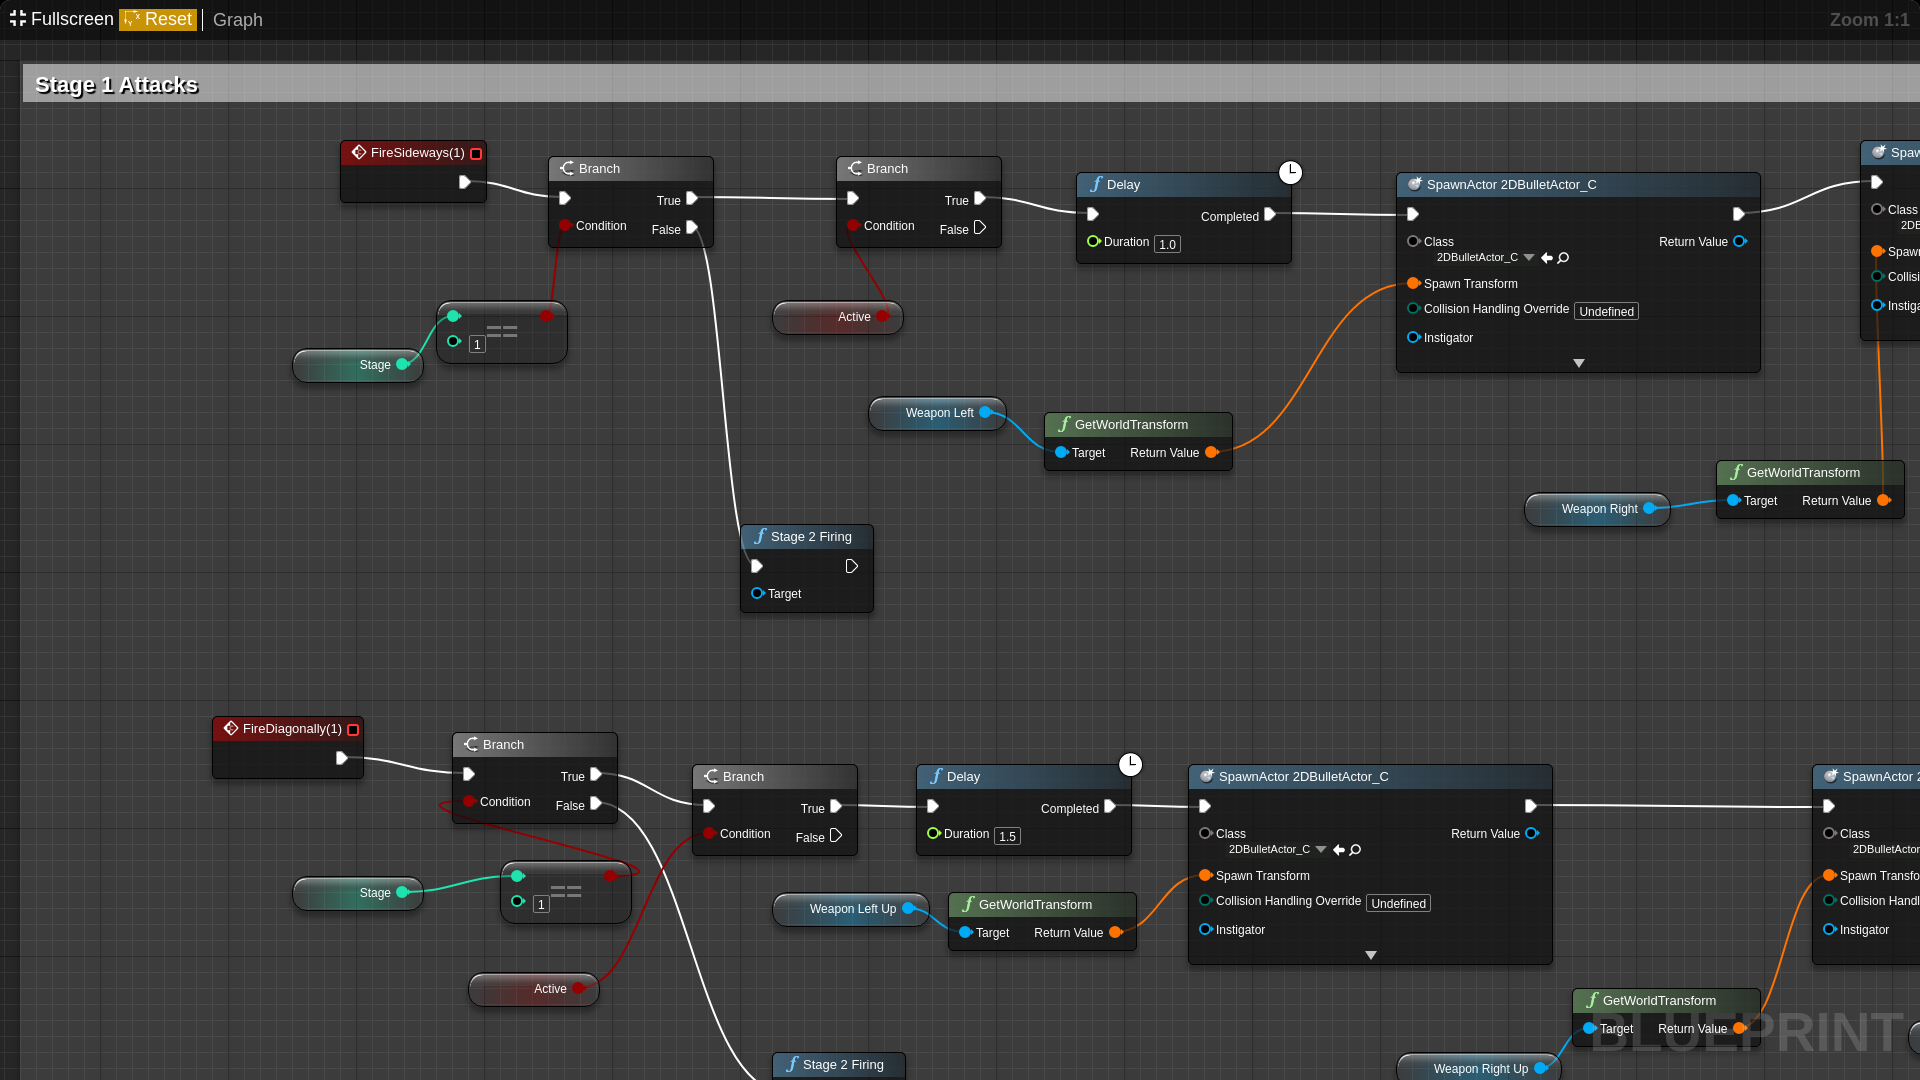 Fullscreen Reset Graph Zoom 1:1
Stage 1 Attacks
FireSideways(1)
Branch
True
Condition
False
Branch
True
Condition
False
Delay
Completed
Duration 1.0
SpawnActor 2DBulletActor_C
Class
Return Value
2DBulletActor_C
Spawn Transform
Collision Handling Override Undefined
Instigator
Spaw
Class
2DB
Spawn
Collisi
Instiga
==
1
Stage
Active
Weapon Left
GetWorldTransform
Target Return Value
GetWorldTransform
Target Return Value
Weapon Right
Stage 2 Firing
Target
FireDiagonally(1)
Branch
True
Condition
False
Branch
True
Condition
False
Delay
Completed
Duration 1.5
SpawnActor 2DBulletActor_C
Class
Return Value
2DBulletActor_C
Spawn Transform
Collision Handling Override Undefined
Instigator
SpawnActor 2
Class
2DBulletActor
Spawn Transfo
Collision Handl
Instigator
==
1
Stage
Active
Weapon Left Up
GetWorldTransform
Target Return Value
GetWorldTransform
Target Return Value
Weapon Right Up
Stage 2 Firing
BLUEPRINT